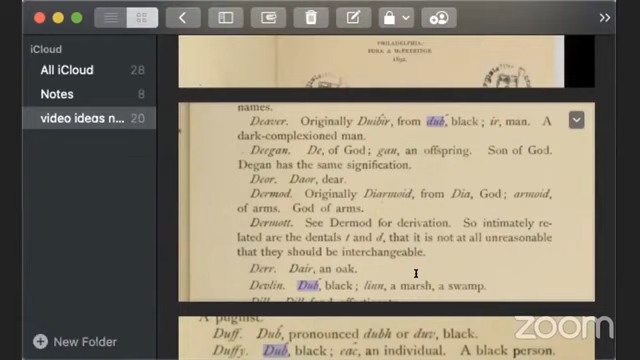 iCloud
All iCloud 28
Notes 8
video ideas n... 20
New Folder
PHILADELPHIA:
names.
Deaver. Originally Duibir, from dub, black; ir, man. A
dark-complexioned man.
Deegan. De, of God; gan, an offspring. Son of God.
Degan has the same signification.
Deor. Daor, dear.
Dermod. Originally Diarmoid, from Dia, God; armoid,
of arms. God of arms.
Dermott. See Dermod for derivation. So intimately re-
lated are the dentals t and d, that it is not at all unreasonable
that they should be interchangeable.
Derr. Dair, an oak.
Devlin. Dub, black; linn, a marsh, a swamp.
A pugilist.
Duff. Dub, pronounced dubh or duv, black.
Duffy. Dub, black; eac, an individual. A black person.
zoom